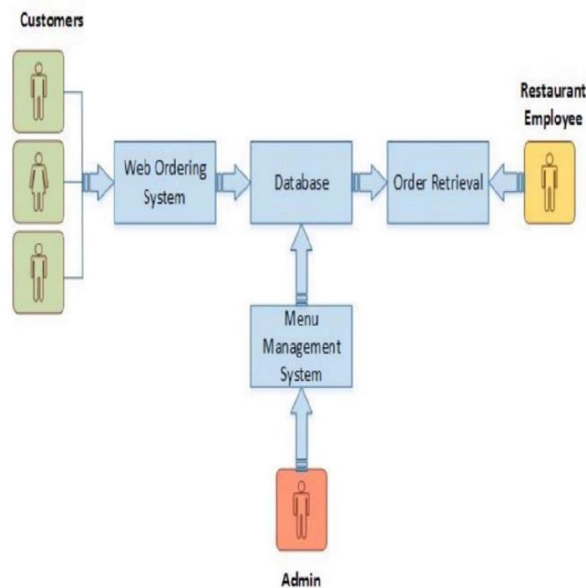 Customers
Restaurant
Employee
Web Ordering
System
Database
Order Retrieval
Menu
Management
System
Admin